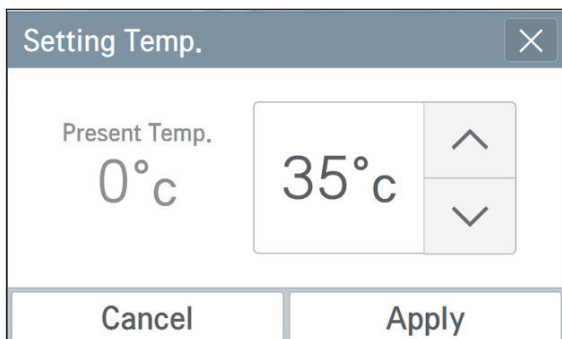 Setting Temp.
Present Temp.
0°c
35°c
Cancel
Apply